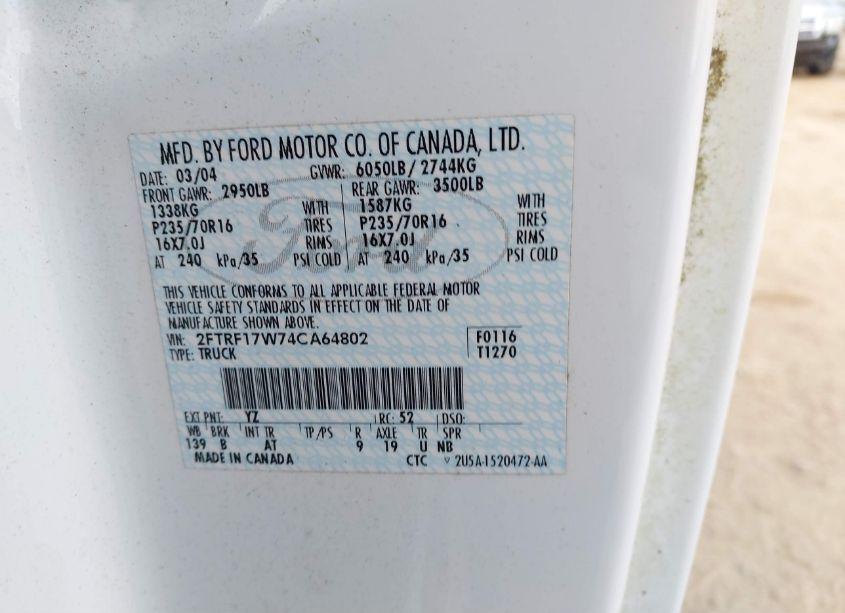 MFD. BY FORD MOTOR CO. OF CANADA, LTD.
DATE: 03/04 GVWR: 6050LB/ 2744KG
FRONT GAWR: 2950LB REAR GAWR: 3500LB
1338KG WITH 1587KG WITH
P235/70R16 TIRES P235/70R16 TIRES
16X7.0J RIMS 16X7.0J RIMS
AT 240 kPa/35 PSI COLD AT 240 kPa/35 PSI COLD
Ford
THIS VEHICLE CONFORMS TO ALL APPLICABLE FEDERAL MOTOR
VEHICLE SAFETY STANDARDS IN EFFECT ON THE DATE OF
MANUFACTURE SHOWN ABOVE.
VIN: 2FTRF17W74CA64802 F0116
TYPE: TRUCK T1270
EXT PNT: YZ RC: 52 DSO:
WB BRK INT TR TP/PS R AXLE TR SPR
139 B AT 9 19 U NB
MADE IN CANADA CTC ▽ 2U5A-1520472-AA